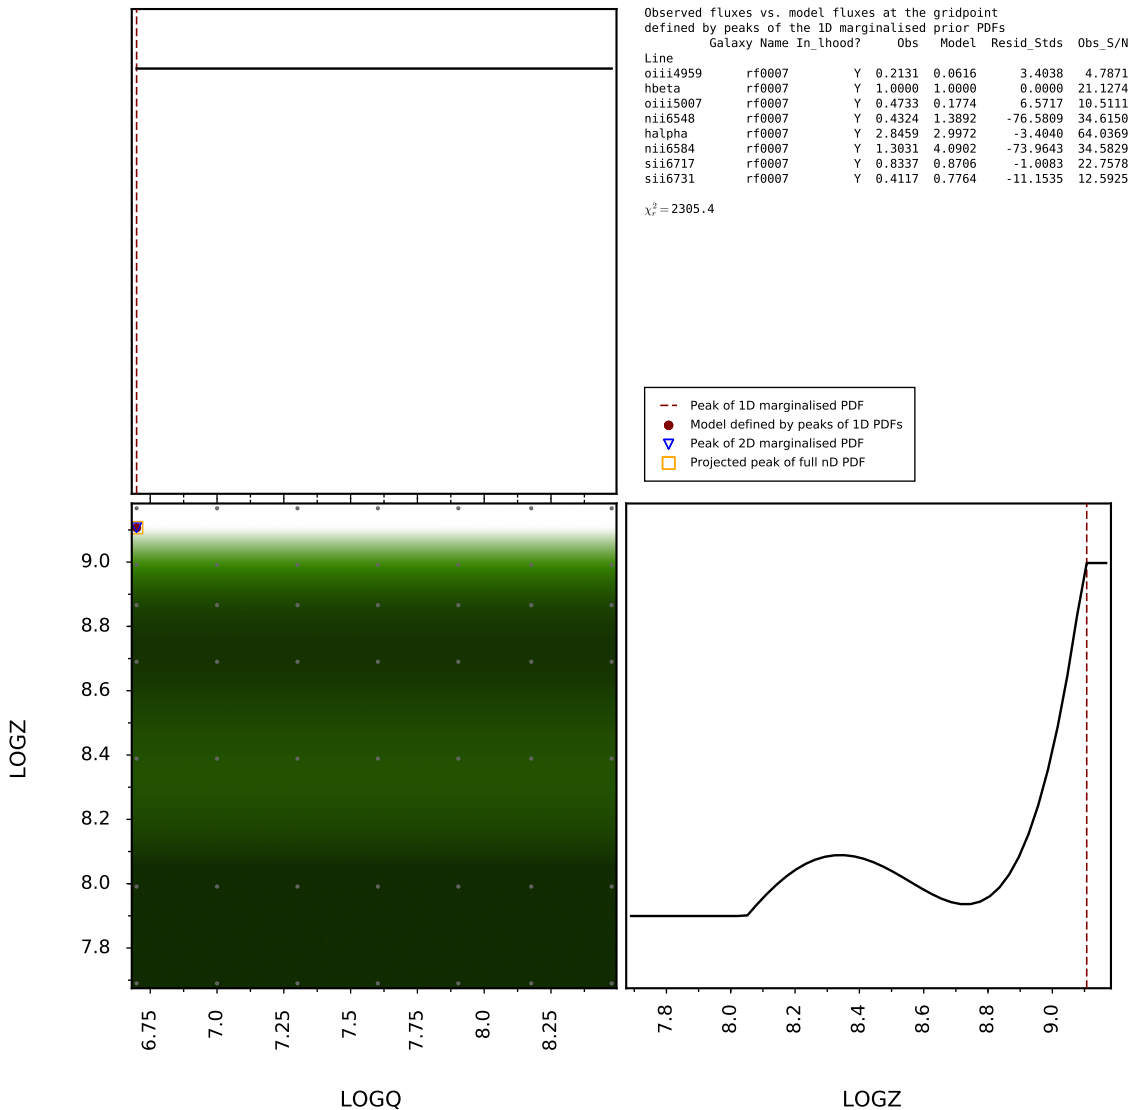 Observed fluxes vs. model fluxes at the gridpoint
defined by peaks of the 1D marginalised prior PDFs
Galaxy Name In_lhood? Obs Model Resid_Stds Obs_S/N
Line
oiii4959 rf0007 Y 0.2131 0.0616 3.4038 4.7871
hbeta rf0007 Y 1.0000 1.0000 0.0000 21.1274
oiii5007 rf0007 Y 0.4733 0.1774 6.5717 10.5111
nii6548 rf0007 Y 0.4324 1.3892 -76.5809 34.6150
halpha rf0007 Y 2.8459 2.9972 -3.4040 64.0369
nii6584 rf0007 Y 1.3031 4.0902 -73.9643 34.5829
sii6717 rf0007 Y 0.8337 0.8706 -1.0083 22.7578
sii6731 rf0007 Y 0.4117 0.7764 -11.1535 12.5925
χ²ᵣ = 2305.4
Peak of 1D marginalised PDF
Model defined by peaks of 1D PDFs
Peak of 2D marginalised PDF
Projected peak of full nD PDF
LOGZ
9.0
8.8
8.6
8.4
8.2
8.0
7.8
6.75 7.0 7.25 7.5 7.75 8.0 8.25
LOGQ
7.8 8.0 8.2 8.4 8.6 8.8 9.0
LOGZ